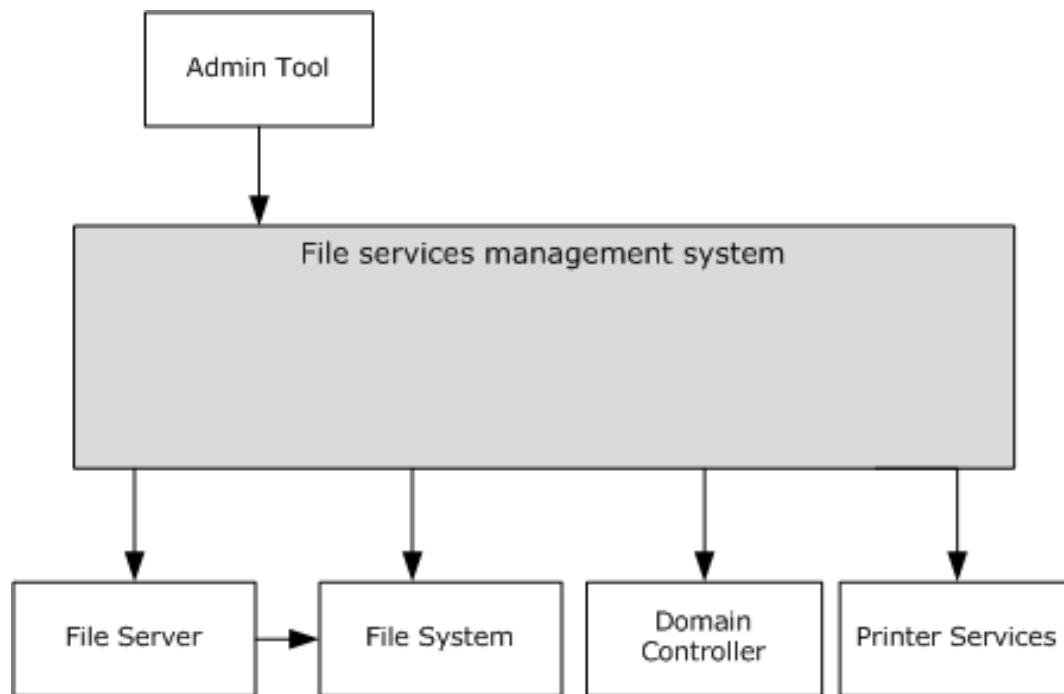 Admin Tool
File services management system
File Server
File System
Domain
Controller
Printer Services